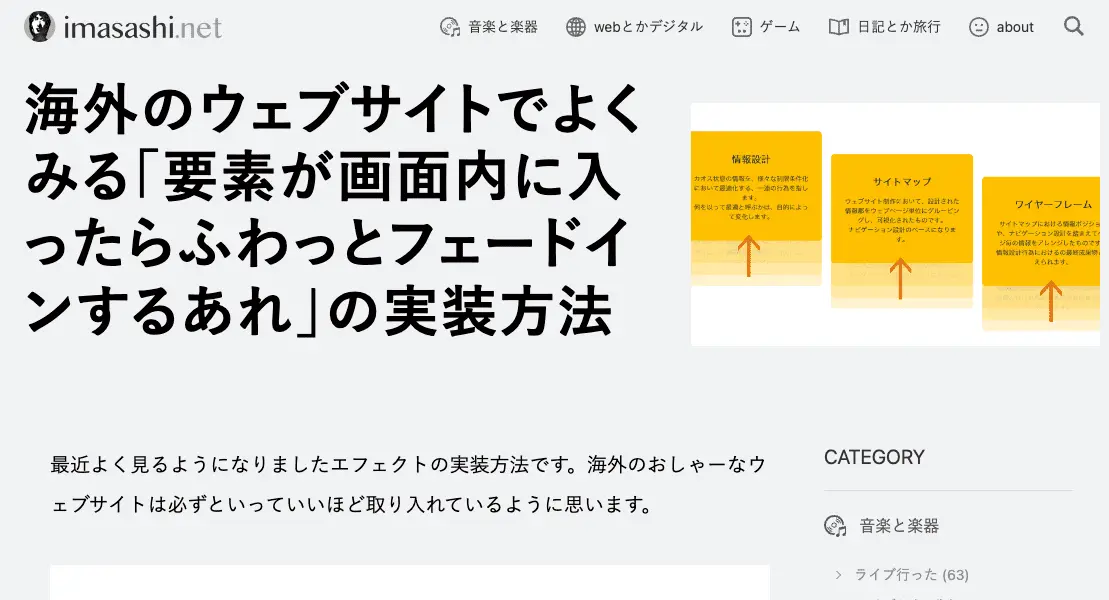 imasashi.net
音楽と楽器
webとかデジタル
ゲーム
日記とか旅行
about
海外のウェブサイトでよく
みる「要素が画面内に入
ったらふわっとフェードイ
ンするあれ」の実装方法
情報設計
カオス状態の情報を、様々な制限条件化
において最適化する、一連の行為を指し
ます。
何を以って最適と呼ぶかは、目的によっ
て変化します。
サイトマップ
ウェブサイト制作において、設計された
情報郡をウェブページ単位にグルーピン
グし、可視化されたものです。
ナビゲーション設計のベースになりま
す。
ワイヤーフレーム
サイトマップにおける情報ポジショ
や、ナビゲーション設計を踏まえて
ジ毎の情報をアレンジしたものです
情報設計行為におけるの最終成果物
えられます。
最近よく見るようになりましたエフェクトの実装方法です。海外のおしゃーなウ
ェブサイトは必ずといっていいほど取り入れているように思います。
CATEGORY
音楽と楽器
ライブ行った (63)